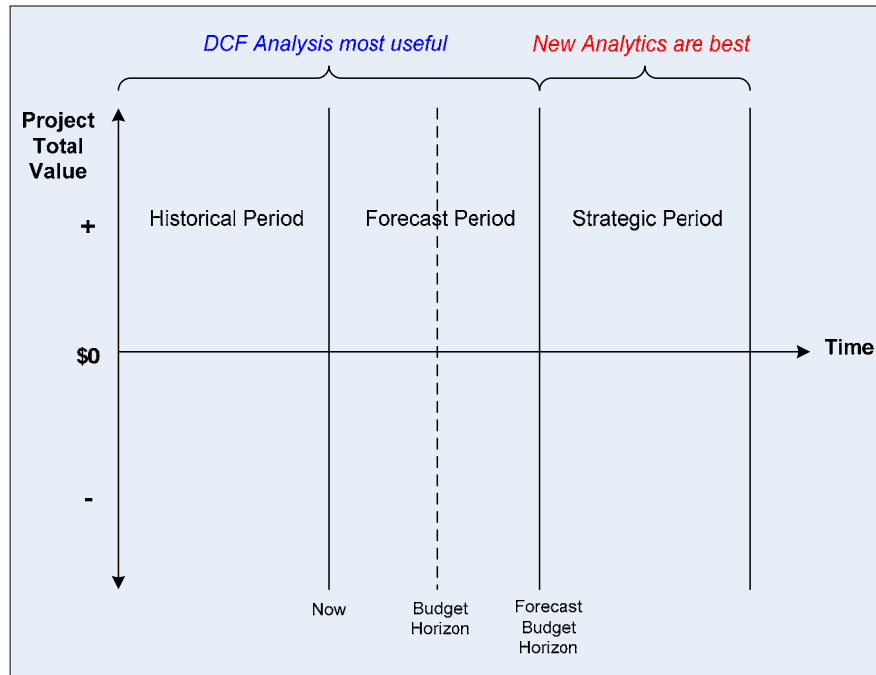 DCF Analysis most useful
New Analytics are best
Project
Total
Value
+
Historical Period
Forecast Period
Strategic Period
$0
Time
-
Now
Budget
Horizon
Forecast
Budget
Horizon